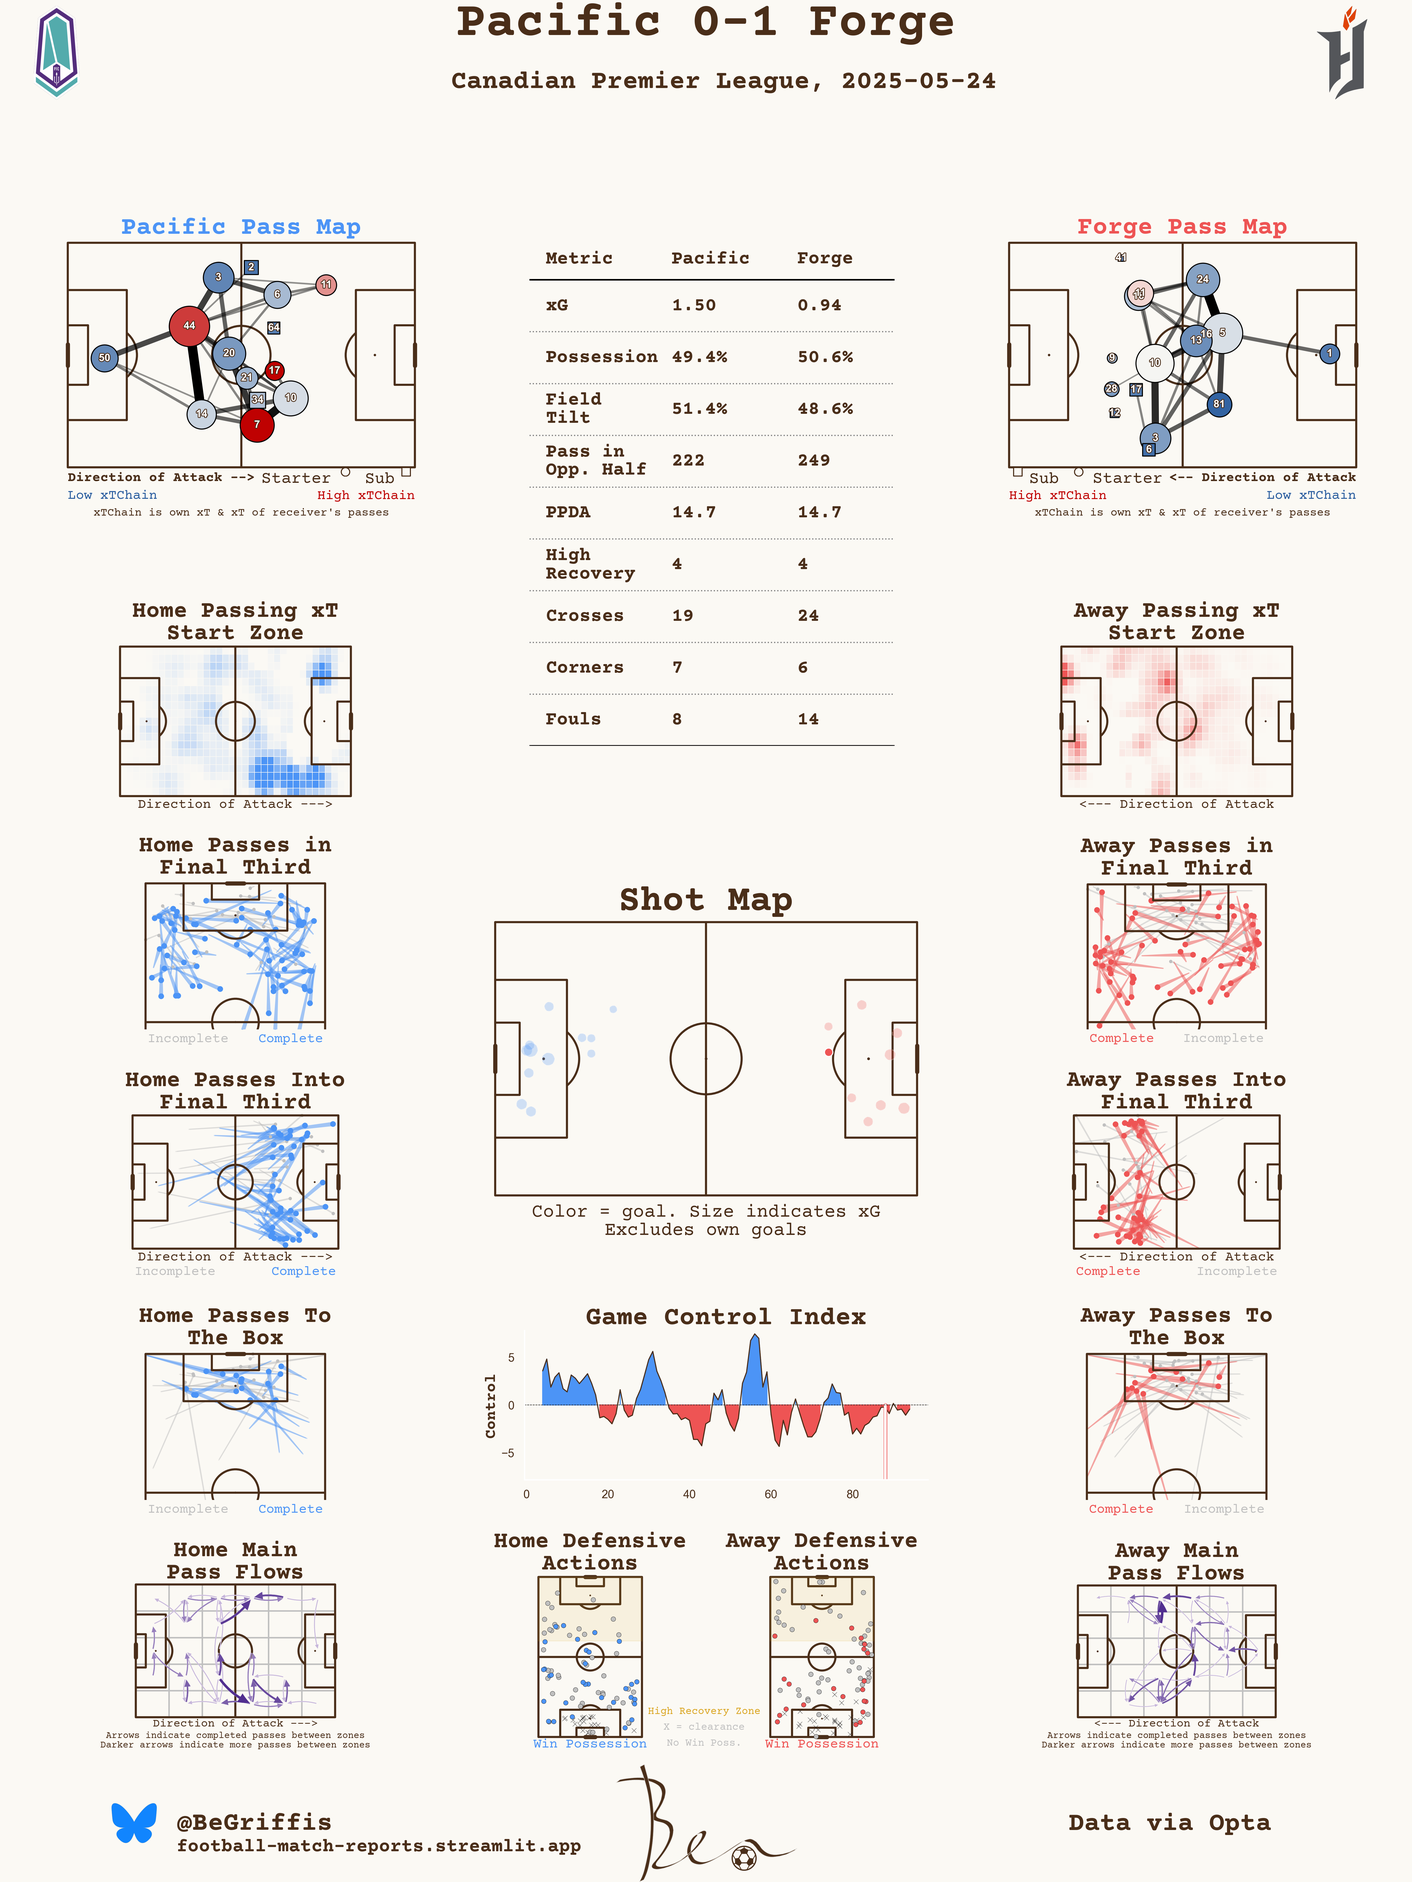 Pacific 0-1 Forge
Canadian Premier League, 2025-05-24
Pacific Pass Map
3
2
6
11
44
64
50
20
17
21
34
10
14
7
Direction of Attack --> Starter Sub
Low xTChain High xTChain
xTChain is own xT & xT of receiver's passes
Metric Pacific Forge
xG 1.50 0.94
Possession 49.4% 50.6%
Field
Tilt 51.4% 48.6%
Pass in
Opp. Half 222 249
PPDA 14.7 14.7
High
Recovery 4 4
Crosses 19 24
Corners 7 6
Fouls 8 14
Forge Pass Map
41
24
11
16
5
13
1
9
10
28
17
81
12
3
6
Sub Starter <-- Direction of Attack
High xTChain Low xTChain
xTChain is own xT & xT of receiver's passes
Home Passing xT
Start Zone
Direction of Attack --->
Away Passing xT
Start Zone
<--- Direction of Attack
Home Passes in
Final Third
Incomplete Complete
Away Passes in
Final Third
Complete Incomplete
Shot Map
Color = goal. Size indicates xG
Excludes own goals
Home Passes Into
Final Third
Direction of Attack --->
Incomplete Complete
Away Passes Into
Final Third
<--- Direction of Attack
Complete Incomplete
Home Passes To
The Box
Incomplete Complete
Game Control Index
Control
5
0
−5
0 20 40 60 80
Away Passes To
The Box
Complete Incomplete
Home Main
Pass Flows
Direction of Attack --->
Arrows indicate completed passes between zones
Darker arrows indicate more passes between zones
Home Defensive
Actions
Win Possession
Away Defensive
Actions
Win Possession
High Recovery Zone
X = clearance
No Win Poss.
Away Main
Pass Flows
<--- Direction of Attack
Arrows indicate completed passes between zones
Darker arrows indicate more passes between zones
@BeGriffis
football-match-reports.streamlit.app
Ben
Data via Opta